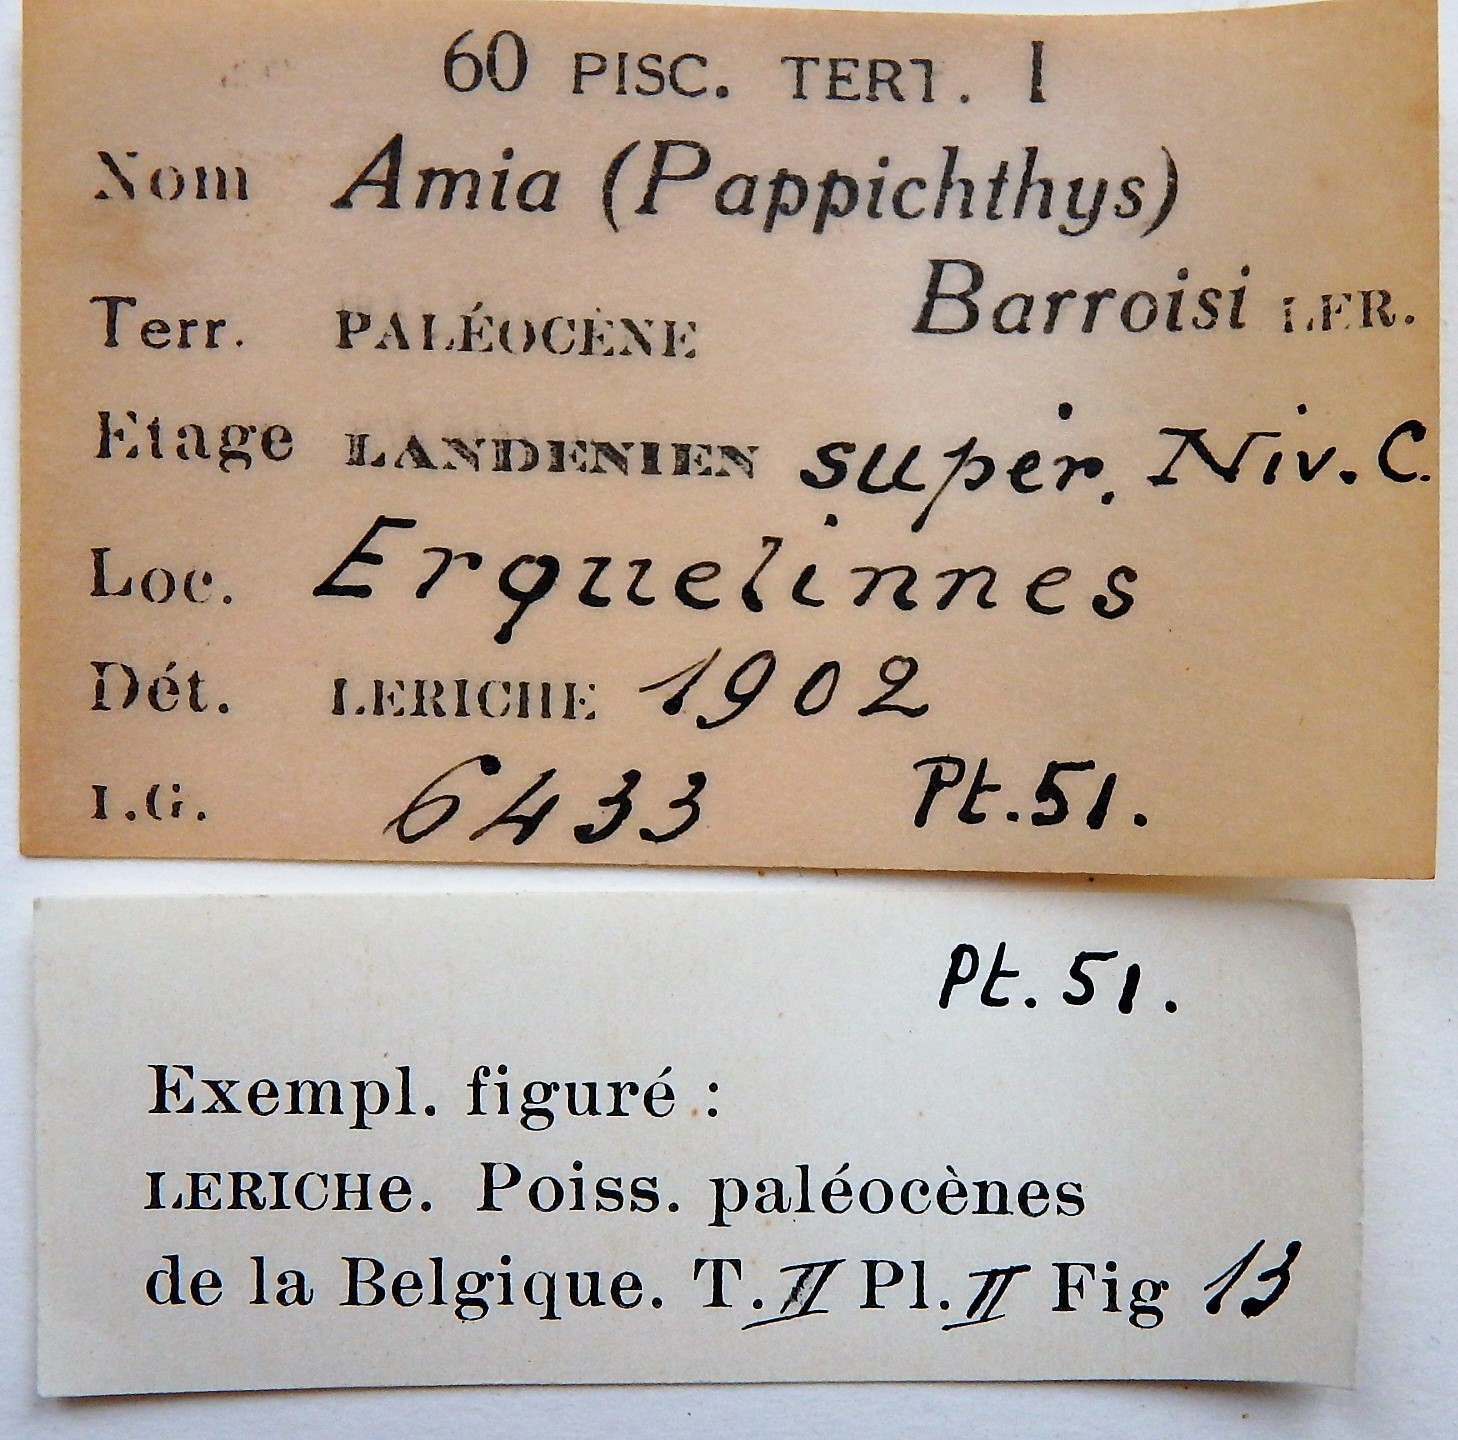 60 PISC. TERT. I
Nom Amia (Pappichthys)
Barroisi LER.
Terr. PALÉOCÈNE
Etage LANDENIEN supér. Niv. C.
Loc. Erquelinnes
Dét. LERICHE 1902
I.G. 6433 Pt. 51.
Pt. 51.
Exempl. figuré :
LERICHe. Poiss. paléocènes
de la Belgique. T. II Pl. II Fig 13